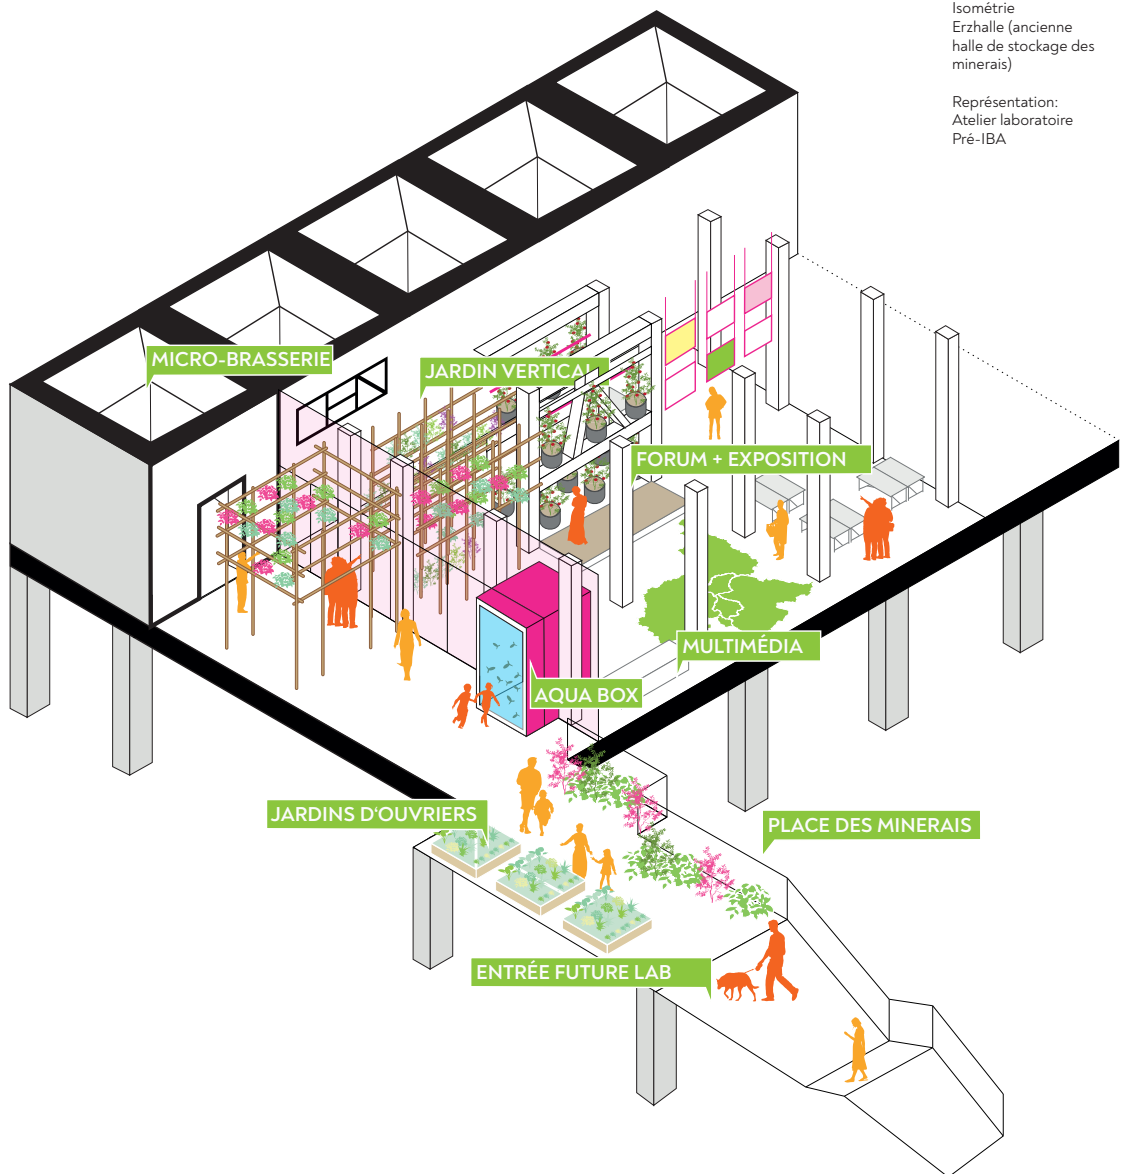 Isométrie
Erzhalle (ancienne
halle de stockage des
minerais)
Représentation:
Atelier laboratoire
Pré-IBA
MICRO-BRASSERIE
JARDIN VERTICAL
FORUM + EXPOSITION
MULTIMÉDIA
AQUA BOX
JARDINS D'OUVRIERS
PLACE DES MINERAIS
ENTRÉE FUTURE LAB